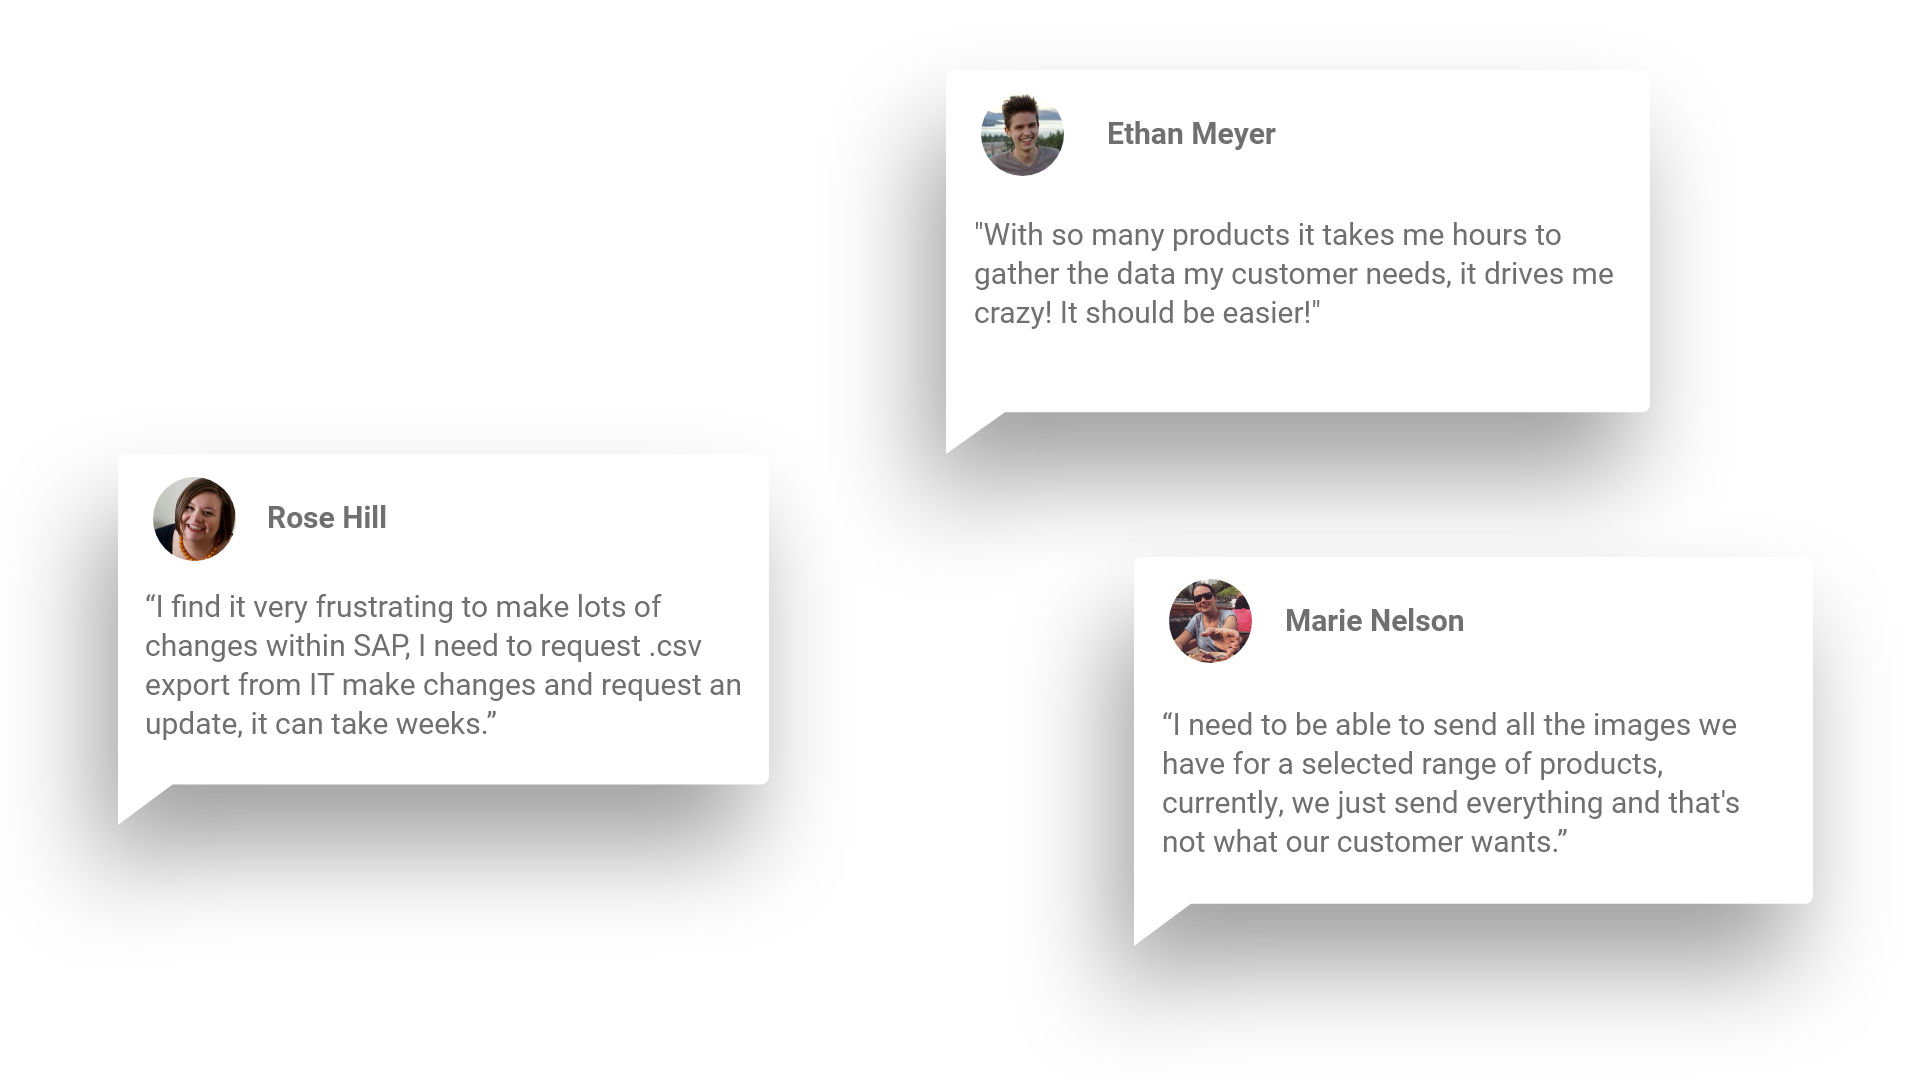 Ethan Meyer
"With so many products it takes me hours to
gather the data my customer needs, it drives me
crazy! It should be easier!"
Rose Hill
“I find it very frustrating to make lots of
changes within SAP, I need to request .csv
export from IT make changes and request an
update, it can take weeks.”
Marie Nelson
“I need to be able to send all the images we
have for a selected range of products,
currently, we just send everything and that's
not what our customer wants.”